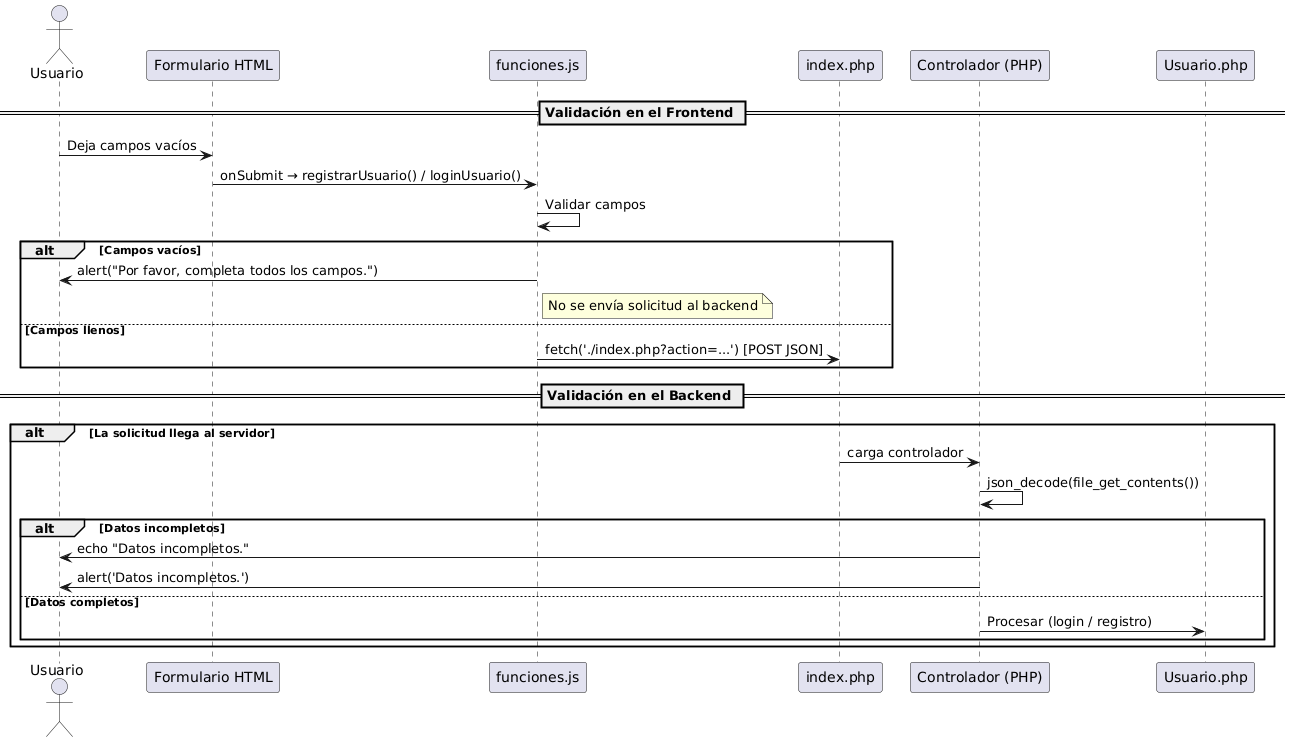 Usuario
Formulario HTML
funciones.js
index.php
Controlador (PHP)
Usuario.php
Validación en el Frontend
Deja campos vacíos
onSubmit → registrarUsuario() / loginUsuario()
Validar campos
alt
[Campos vacíos]
alert("Por favor, completa todos los campos.")
No se envía solicitud al backend
[Campos llenos]
fetch('./index.php?action=...') [POST JSON]
Validación en el Backend
alt
[La solicitud llega al servidor]
carga controlador
json_decode(file_get_contents())
alt
[Datos incompletos]
echo "Datos incompletos."
alert('Datos incompletos.')
[Datos completos]
Procesar (login / registro)
Usuario
Formulario HTML
funciones.js
index.php
Controlador (PHP)
Usuario.php